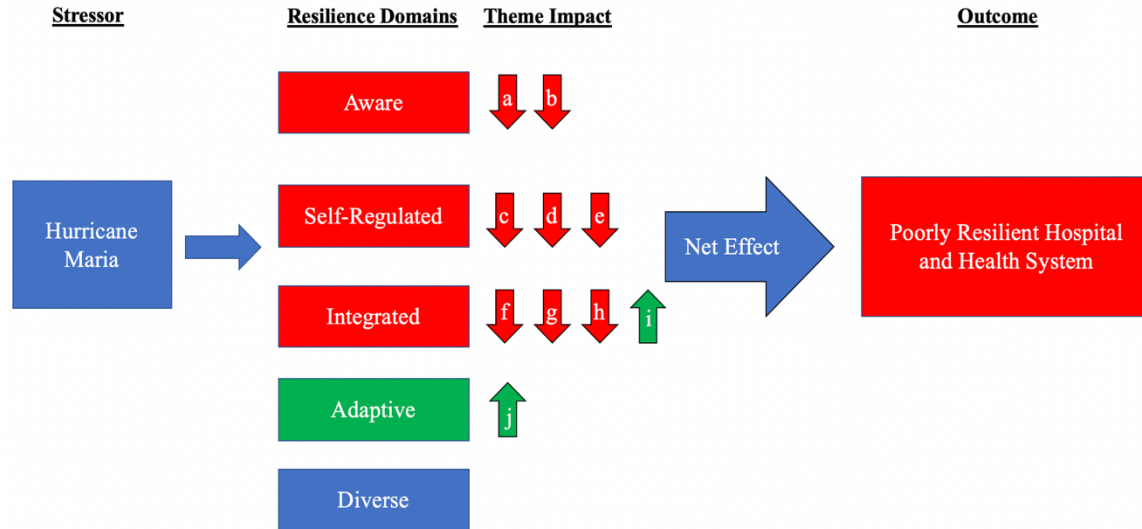 Stressor
Resilience Domains
Theme Impact
Outcome
Aware
a
b
Hurricane
Maria
Self-Regulated
c
d
e
Integrated
f
g
h
i
Adaptive
j
Diverse
Net Effect
Poorly Resilient Hospital
and Health System